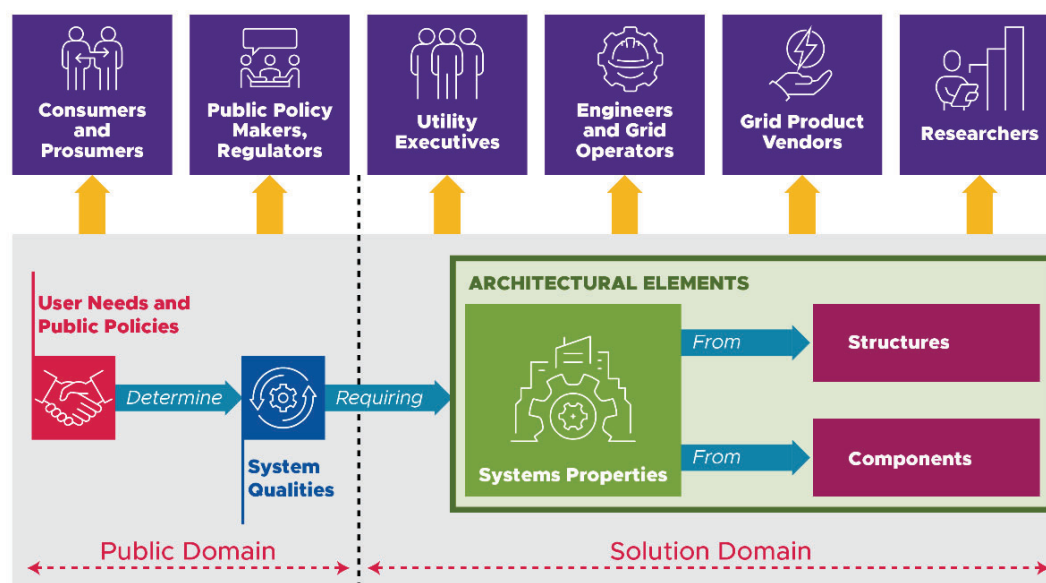 Consumers
and
Prosumers
Public Policy
Makers,
Regulators
Utility
Executives
Engineers
and Grid
Operators
Grid Product
Vendors
Researchers
User Needs and
Public Policies
Determine
System
Qualities
Requiring
ARCHITECTURAL ELEMENTS
Systems Properties
From
Structures
From
Components
Public Domain
Solution Domain